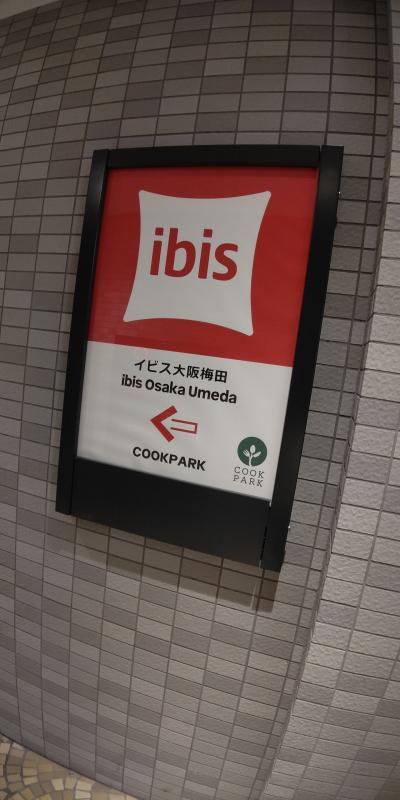 ibis
イビス大阪梅田
ibis Osaka Umeda
COOKPARK
COOK
PARK